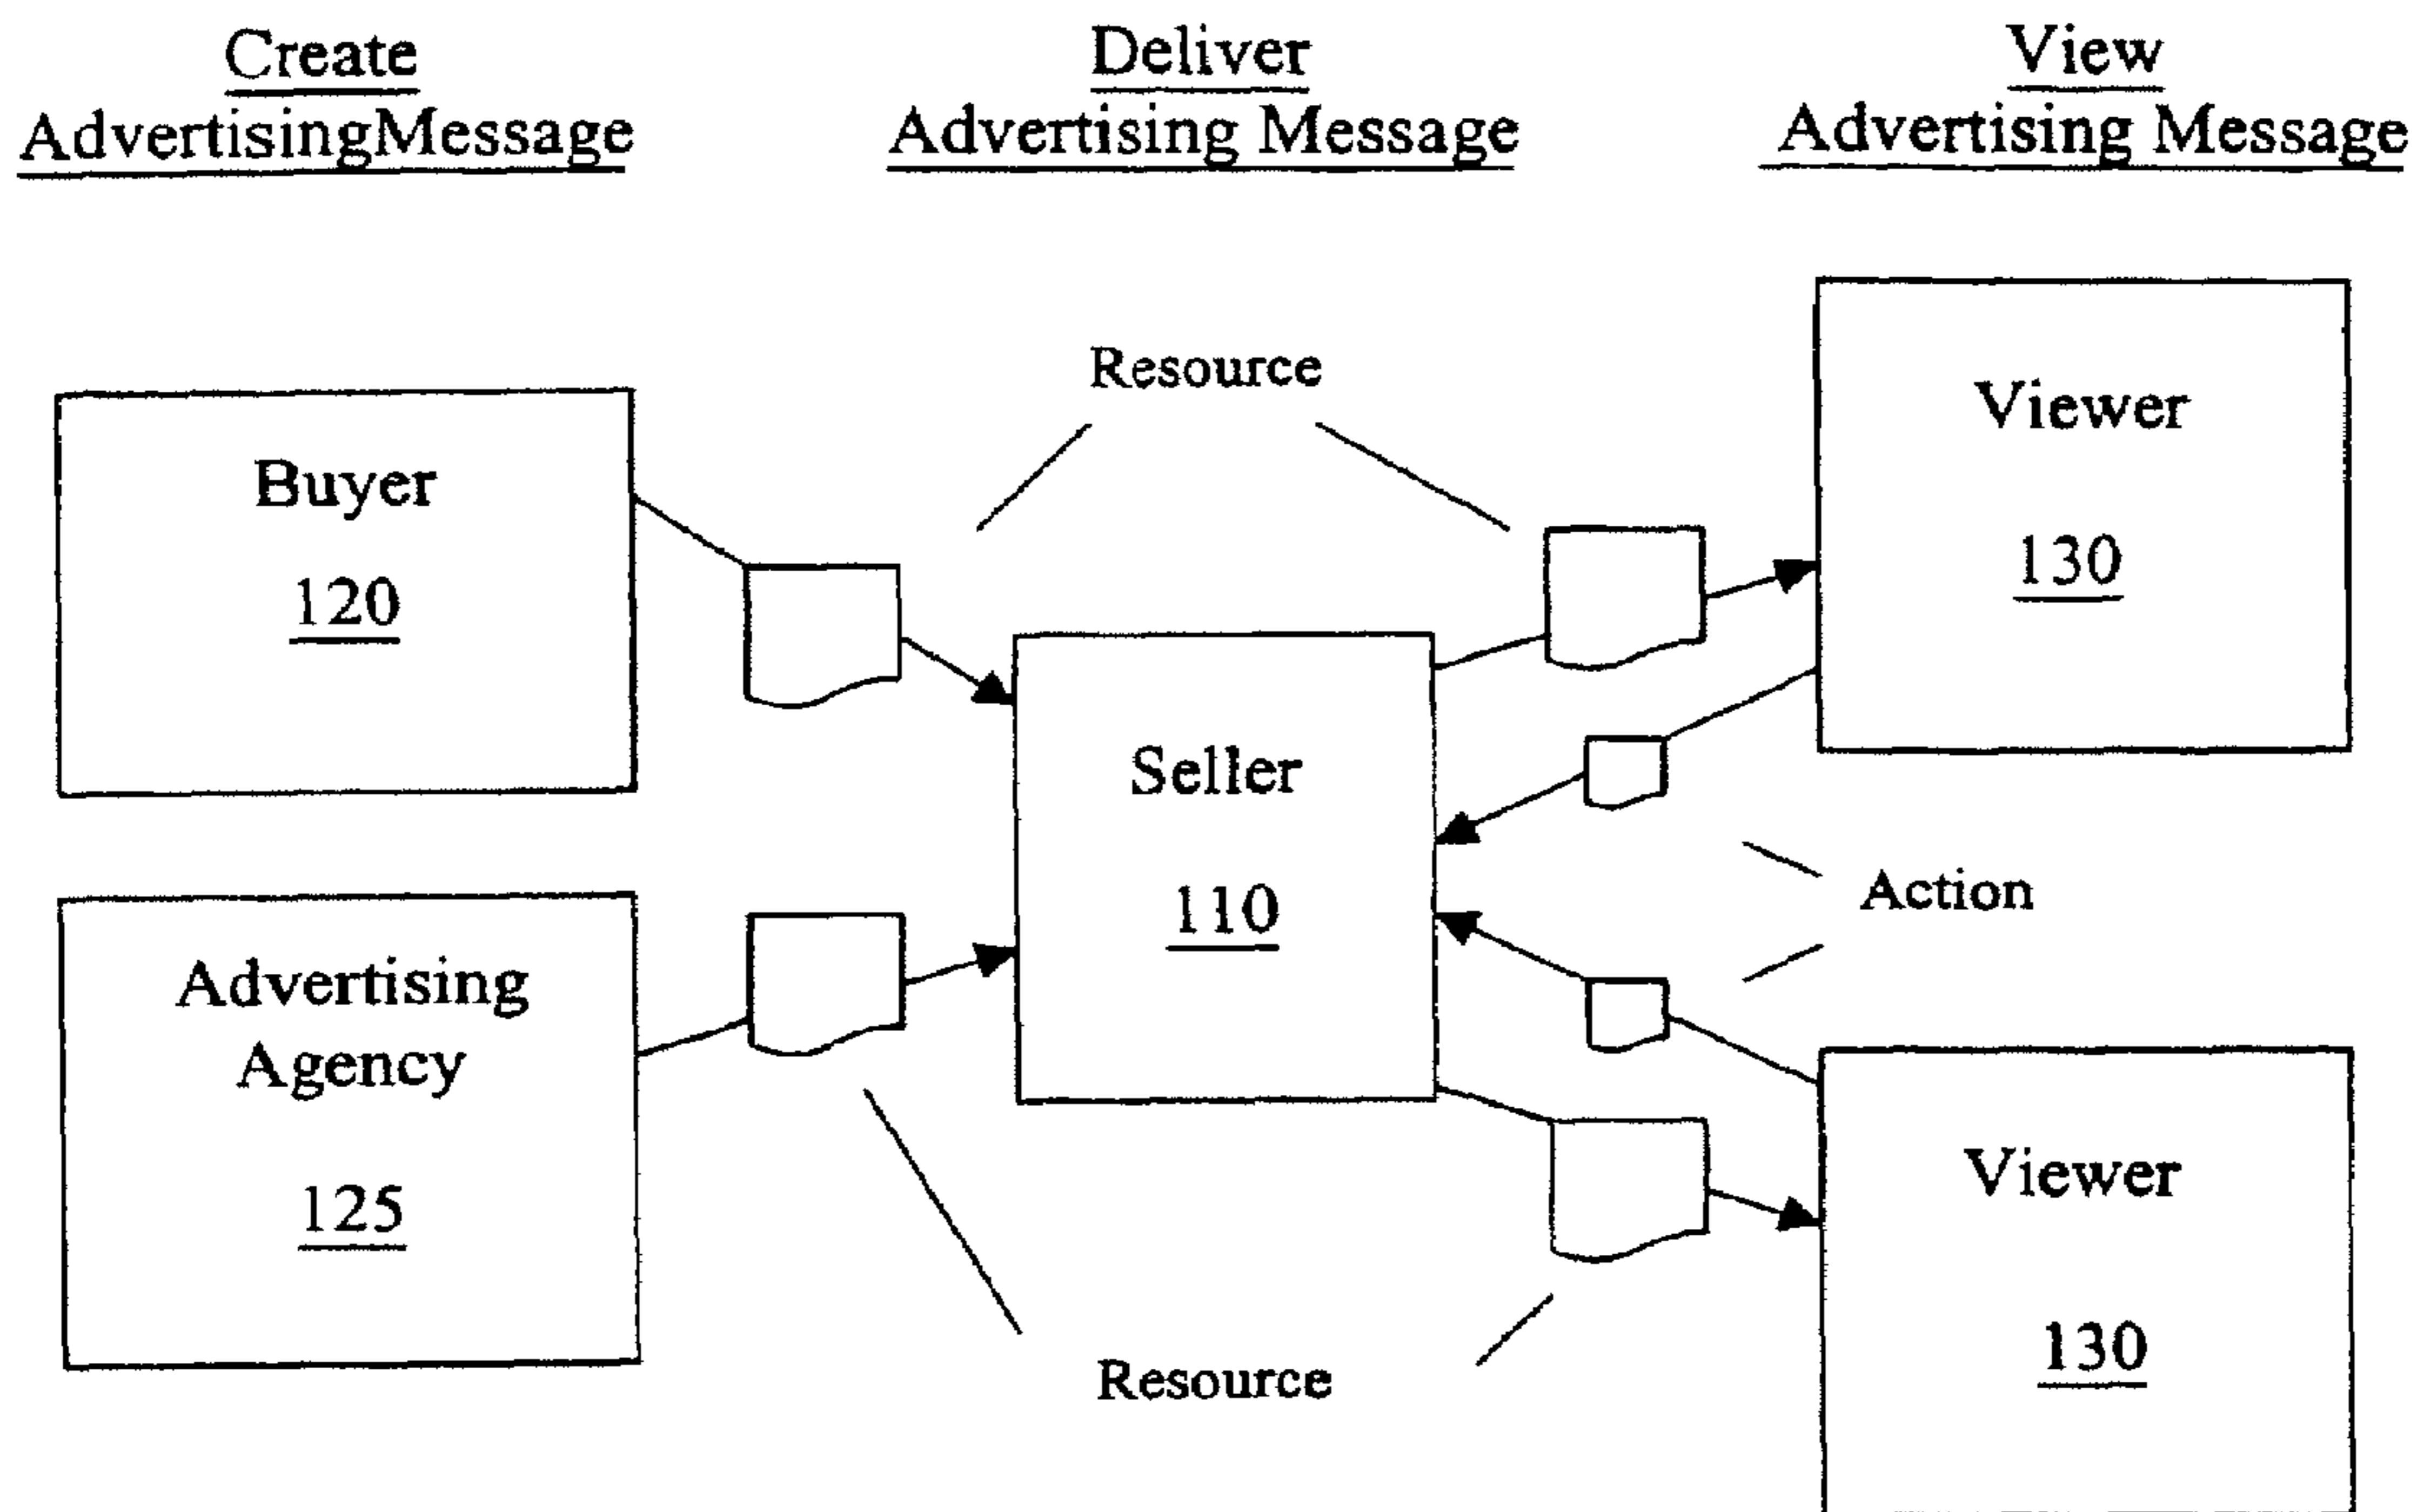 Create
AdvertisingMessage
Deliver
Advertising Message
View
Advertising Message
Resource
Buyer
120
Viewer
130
Seller
110
Action
Advertising
Agency
125
Viewer
130
Resource